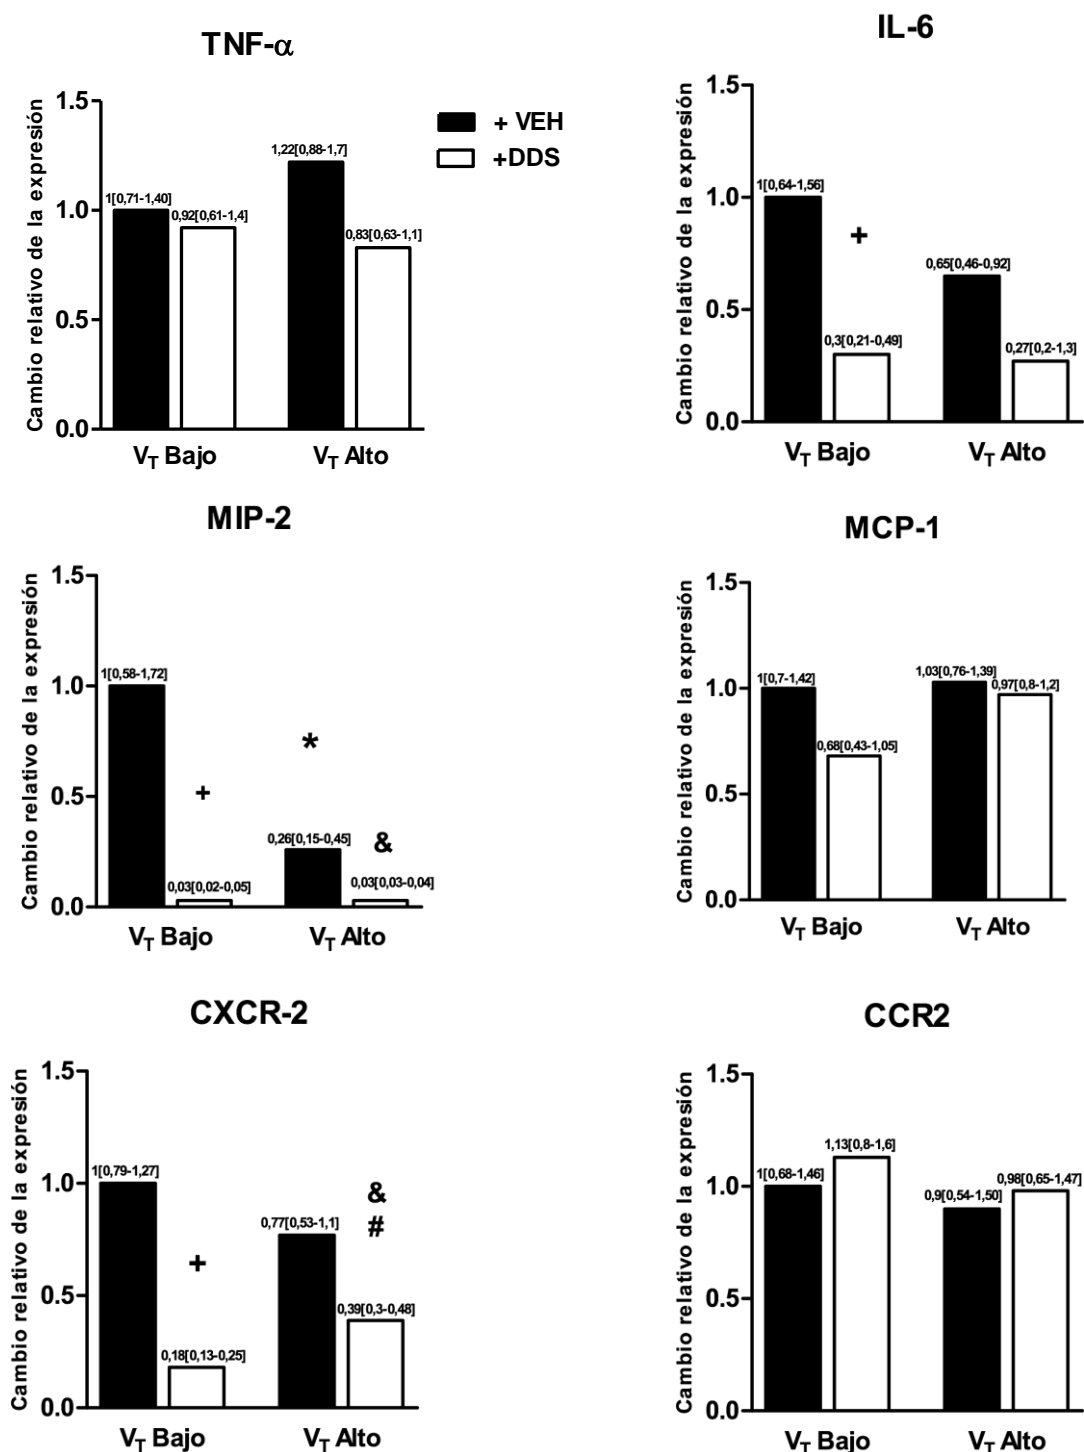 TNF-α
Cambio relativo de la expresión
1.5
1.0
0.5
0.0
1[0,71-1,40]
0,92[0,61-1,4]
1,22[0,88-1,7]
0,83[0,63-1,1]
VT Bajo
VT Alto
+ VEH
+DDS
IL-6
Cambio relativo de la expresión
1.5
1.0
0.5
0.0
1[0,64-1,56]
+
0,3[0,21-0,49]
0,65[0,46-0,92]
0,27[0,2-1,3]
VT Bajo
VT Alto
MIP-2
Cambio relativo de la expresión
1.5
1.0
0.5
0.0
1[0,58-1,72]
+
0,03[0,02-0,05]
*
0,26[0,15-0,45]
&
0,03[0,03-0,04]
VT Bajo
VT Alto
MCP-1
Cambio relativo de la expresión
1.5
1.0
0.5
0.0
1[0,7-1,42]
0,68[0,43-1,05]
1,03[0,76-1,39]
0,97[0,8-1,2]
VT Bajo
VT Alto
CXCR-2
Cambio relativo de la expresión
1.5
1.0
0.5
0.0
1[0,79-1,27]
+
0,18[0,13-0,25]
0,77[0,53-1,1]
&
#
0,39[0,3-0,48]
VT Bajo
VT Alto
CCR2
Cambio relativo de la expresión
1.5
1.0
0.5
0.0
1[0,68-1,46]
1,13[0,8-1,6]
0,9[0,54-1,50]
0,98[0,65-1,47]
VT Bajo
VT Alto